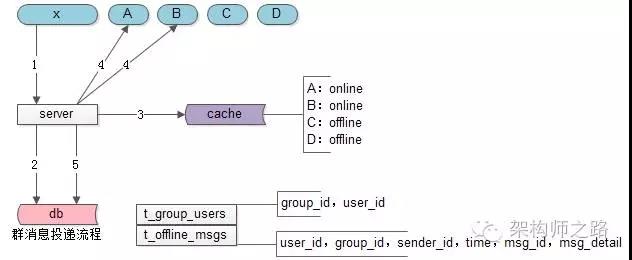 x A B C D
1 4 4
A：online
B：online
C：offline
D：offline
server 3 cache
2 5
db
群消息投递流程
t_group_users
group_id，user_id
t_offline_msgs
user_id，group_id，sender_id，time，msg_id，msg_detail
架构师之路